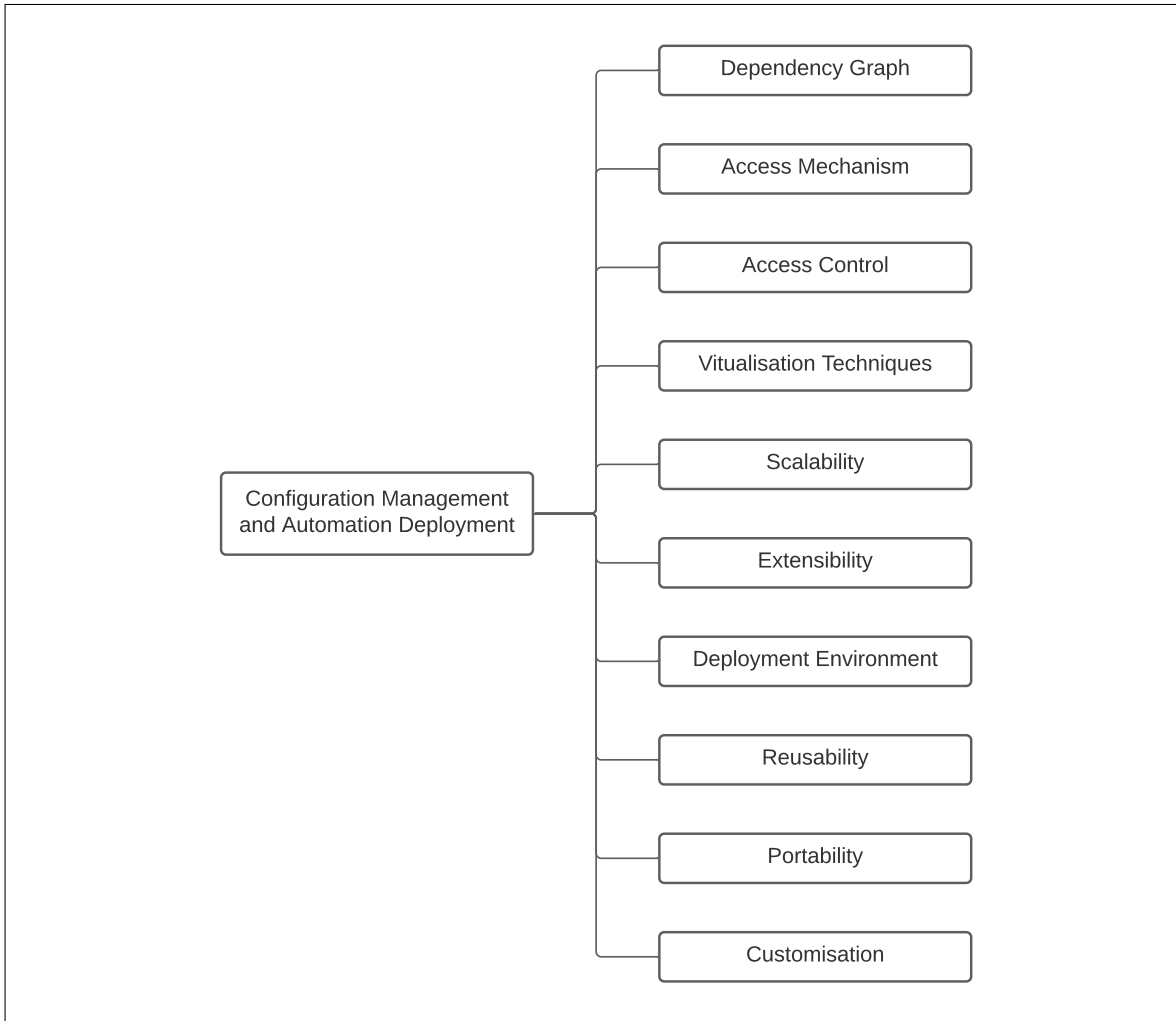 Dependency Graph
Access Mechanism
Access Control
Vitualisation Techniques
Scalability
Configuration Management
and Automation Deployment
Extensibility
Deployment Environment
Reusability
Portability
Customisation